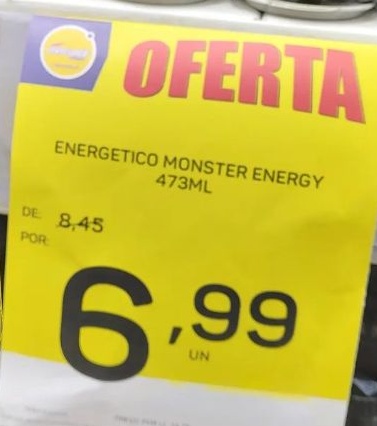 OFERTA
ENERGETICO MONSTER ENERGY
473ML
DE: 8,45
POR:
6,99
UN